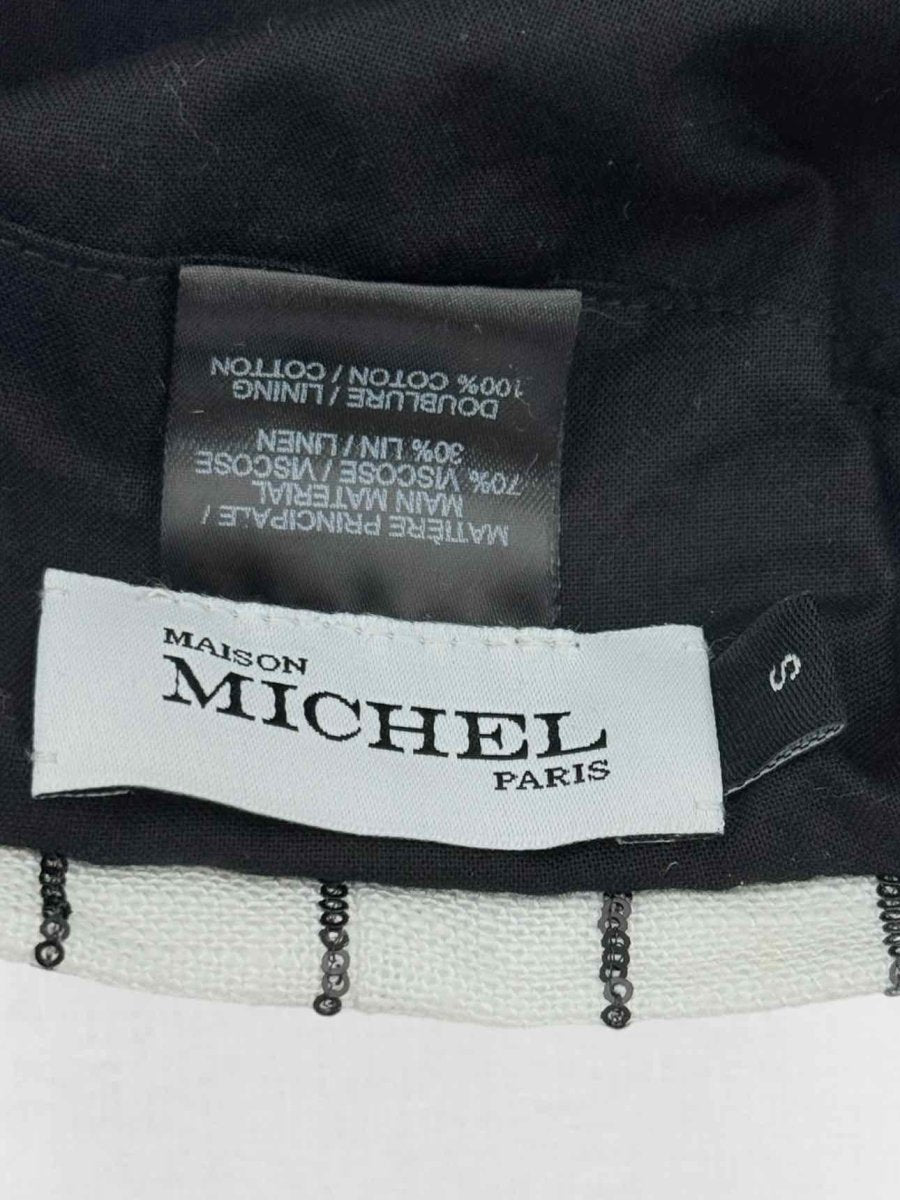 MATIÈRE PRINCIPALE /
MAIN MATERIAL
70% VISCOSE / VISCOSE
30% LIN / LINEN
DOUBLURE / LINING
100% COTON / COTTON
MAISON
MICHEL
PARIS
S